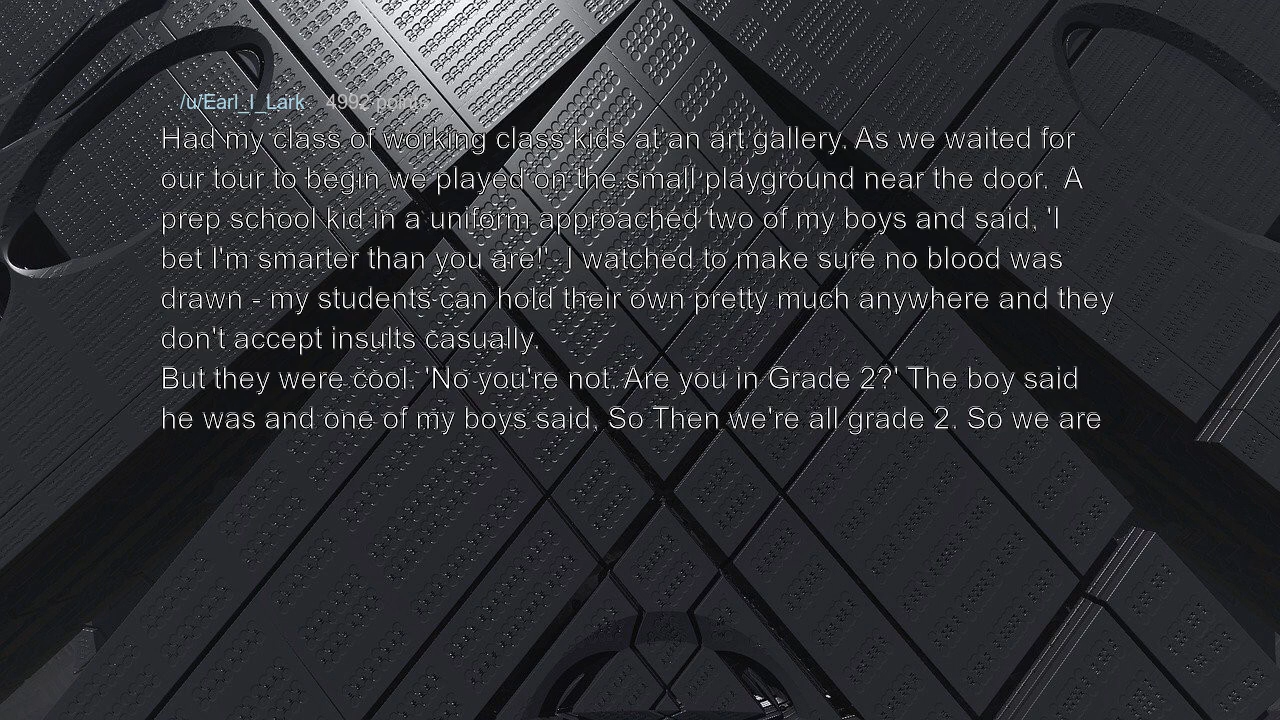 /u/Earl_I_Lark 4992 points
Had my class of working class kids at an art gallery. As we waited for
our tour to begin we played on the small playground near the door. A
prep school kid in a uniform approached two of my boys and said, 'I
bet I'm smarter than you are!' I watched to make sure no blood was
drawn - my students can hold their own pretty much anywhere and they
don't accept insults casually.
But they were cool. 'No you're not. Are you in Grade 2?' The boy said
he was and one of my boys said, So Then we're all grade 2. So we are